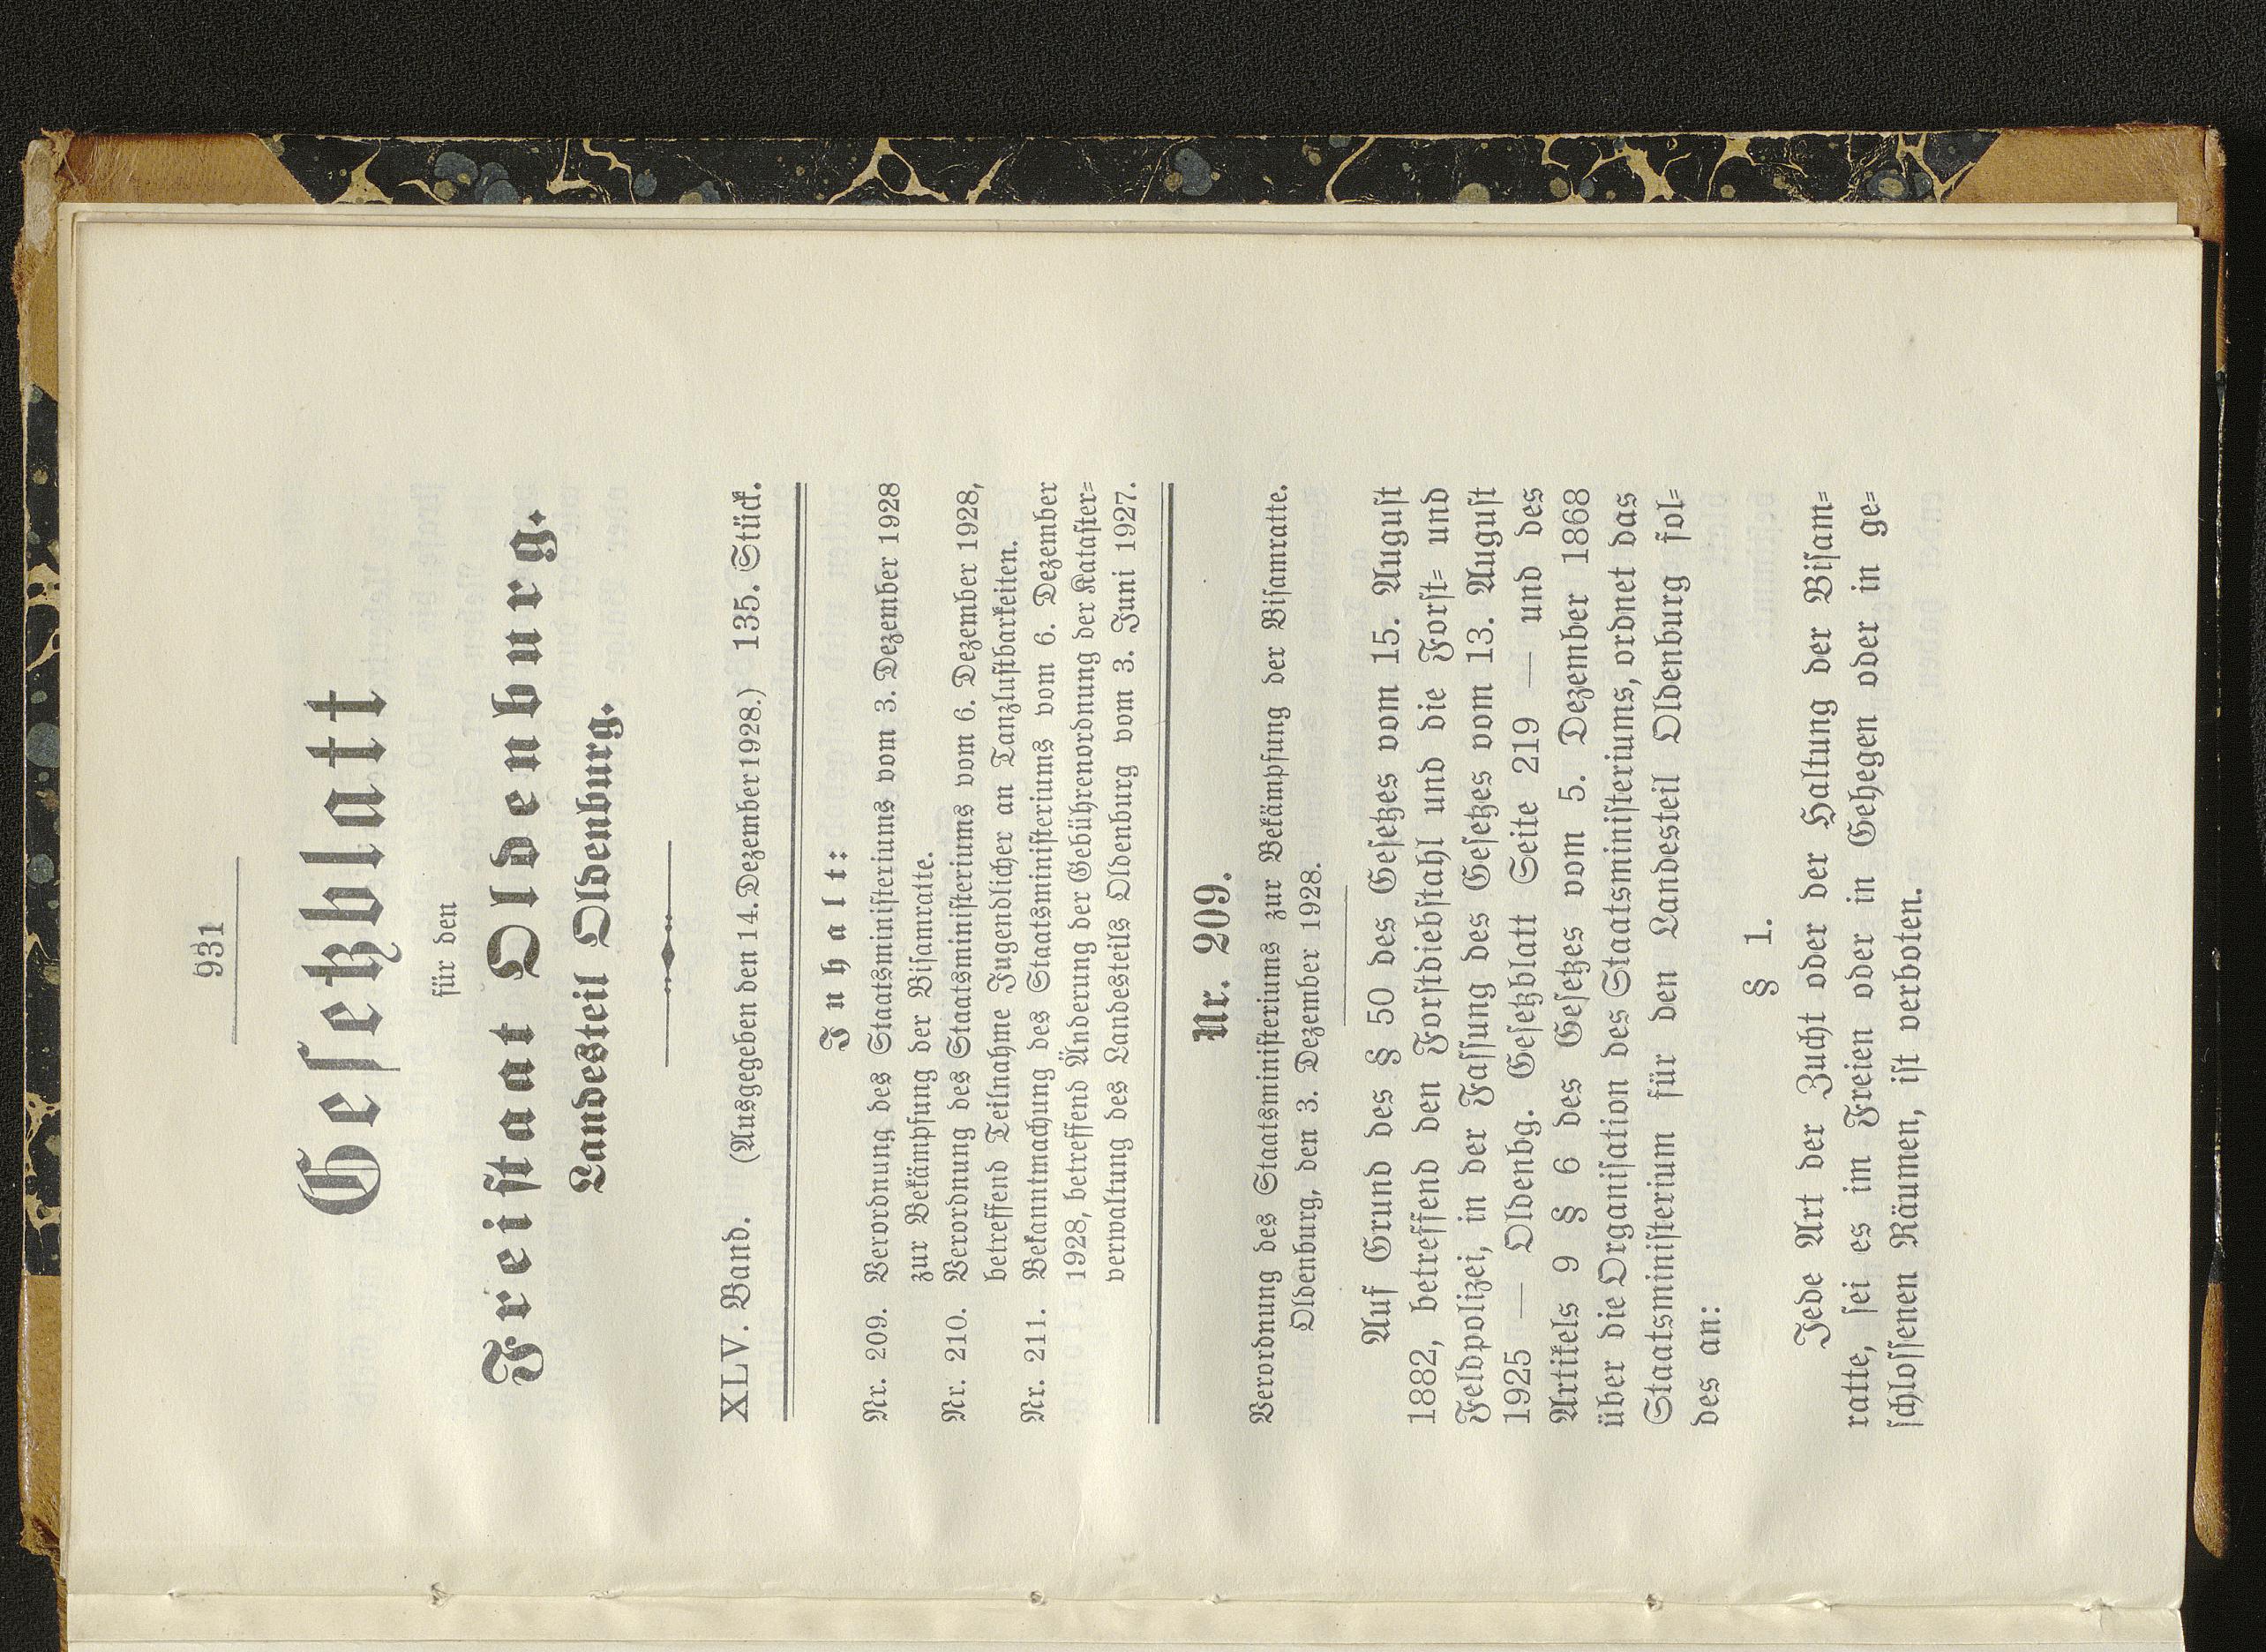 931
Gesetzblatt
für den
Freistaat Oldenburg.
Landesteil Oldenburg.
XLV. Band. (Ausgegeben den 14. Dezember 1928.) 135. Stück.
Inhalt:
Nr. 209. Verordnung des Staatsministeriums vom 3. Dezember 1928
zur Bekämpfung der Bisamratte.
Nr. 210. Verordnung des Staatsministeriums vom 6. Dezember 1928,
betreffend Teilnahme Jugendlicher an Tanzlustbarkeiten.
Nr. 211. Bekanntmachung des Staatsministeriums vom 6. Dezember
1928, betreffend Änderung der Gebührenordnung der Kataster=
verwaltung des Landesteils Oldenburg vom 3. Juni 1927.
Nr. 209.
Verordnung des Staatsministeriums zur Bekämpfung der Bisamratte.
Oldenburg, den 3. Dezember 1928.
Auf Grund des § 50 des Gesetzes vom 15. August
1882, betreffend den Forstdiebstahl und die Forst= und
Feldpolizei, in der Fassung des Gesetzes vom 13. August
1925 — Oldenbg. Gesetzblatt Seite 219 — und des
Artikels 9 § 6 des Gesetzes vom 5. Dezember 1868
über die Organisation des Staatsministeriums, ordnet das
Staatsministerium für den Landesteil Oldenburg fol=
des an:
§ 1.
Jede Art der Zucht oder der Haltung der Bisam=
ratte, sei es im Freien oder in Gehegen oder in ge=
schlossenen Räumen, ist verboten.